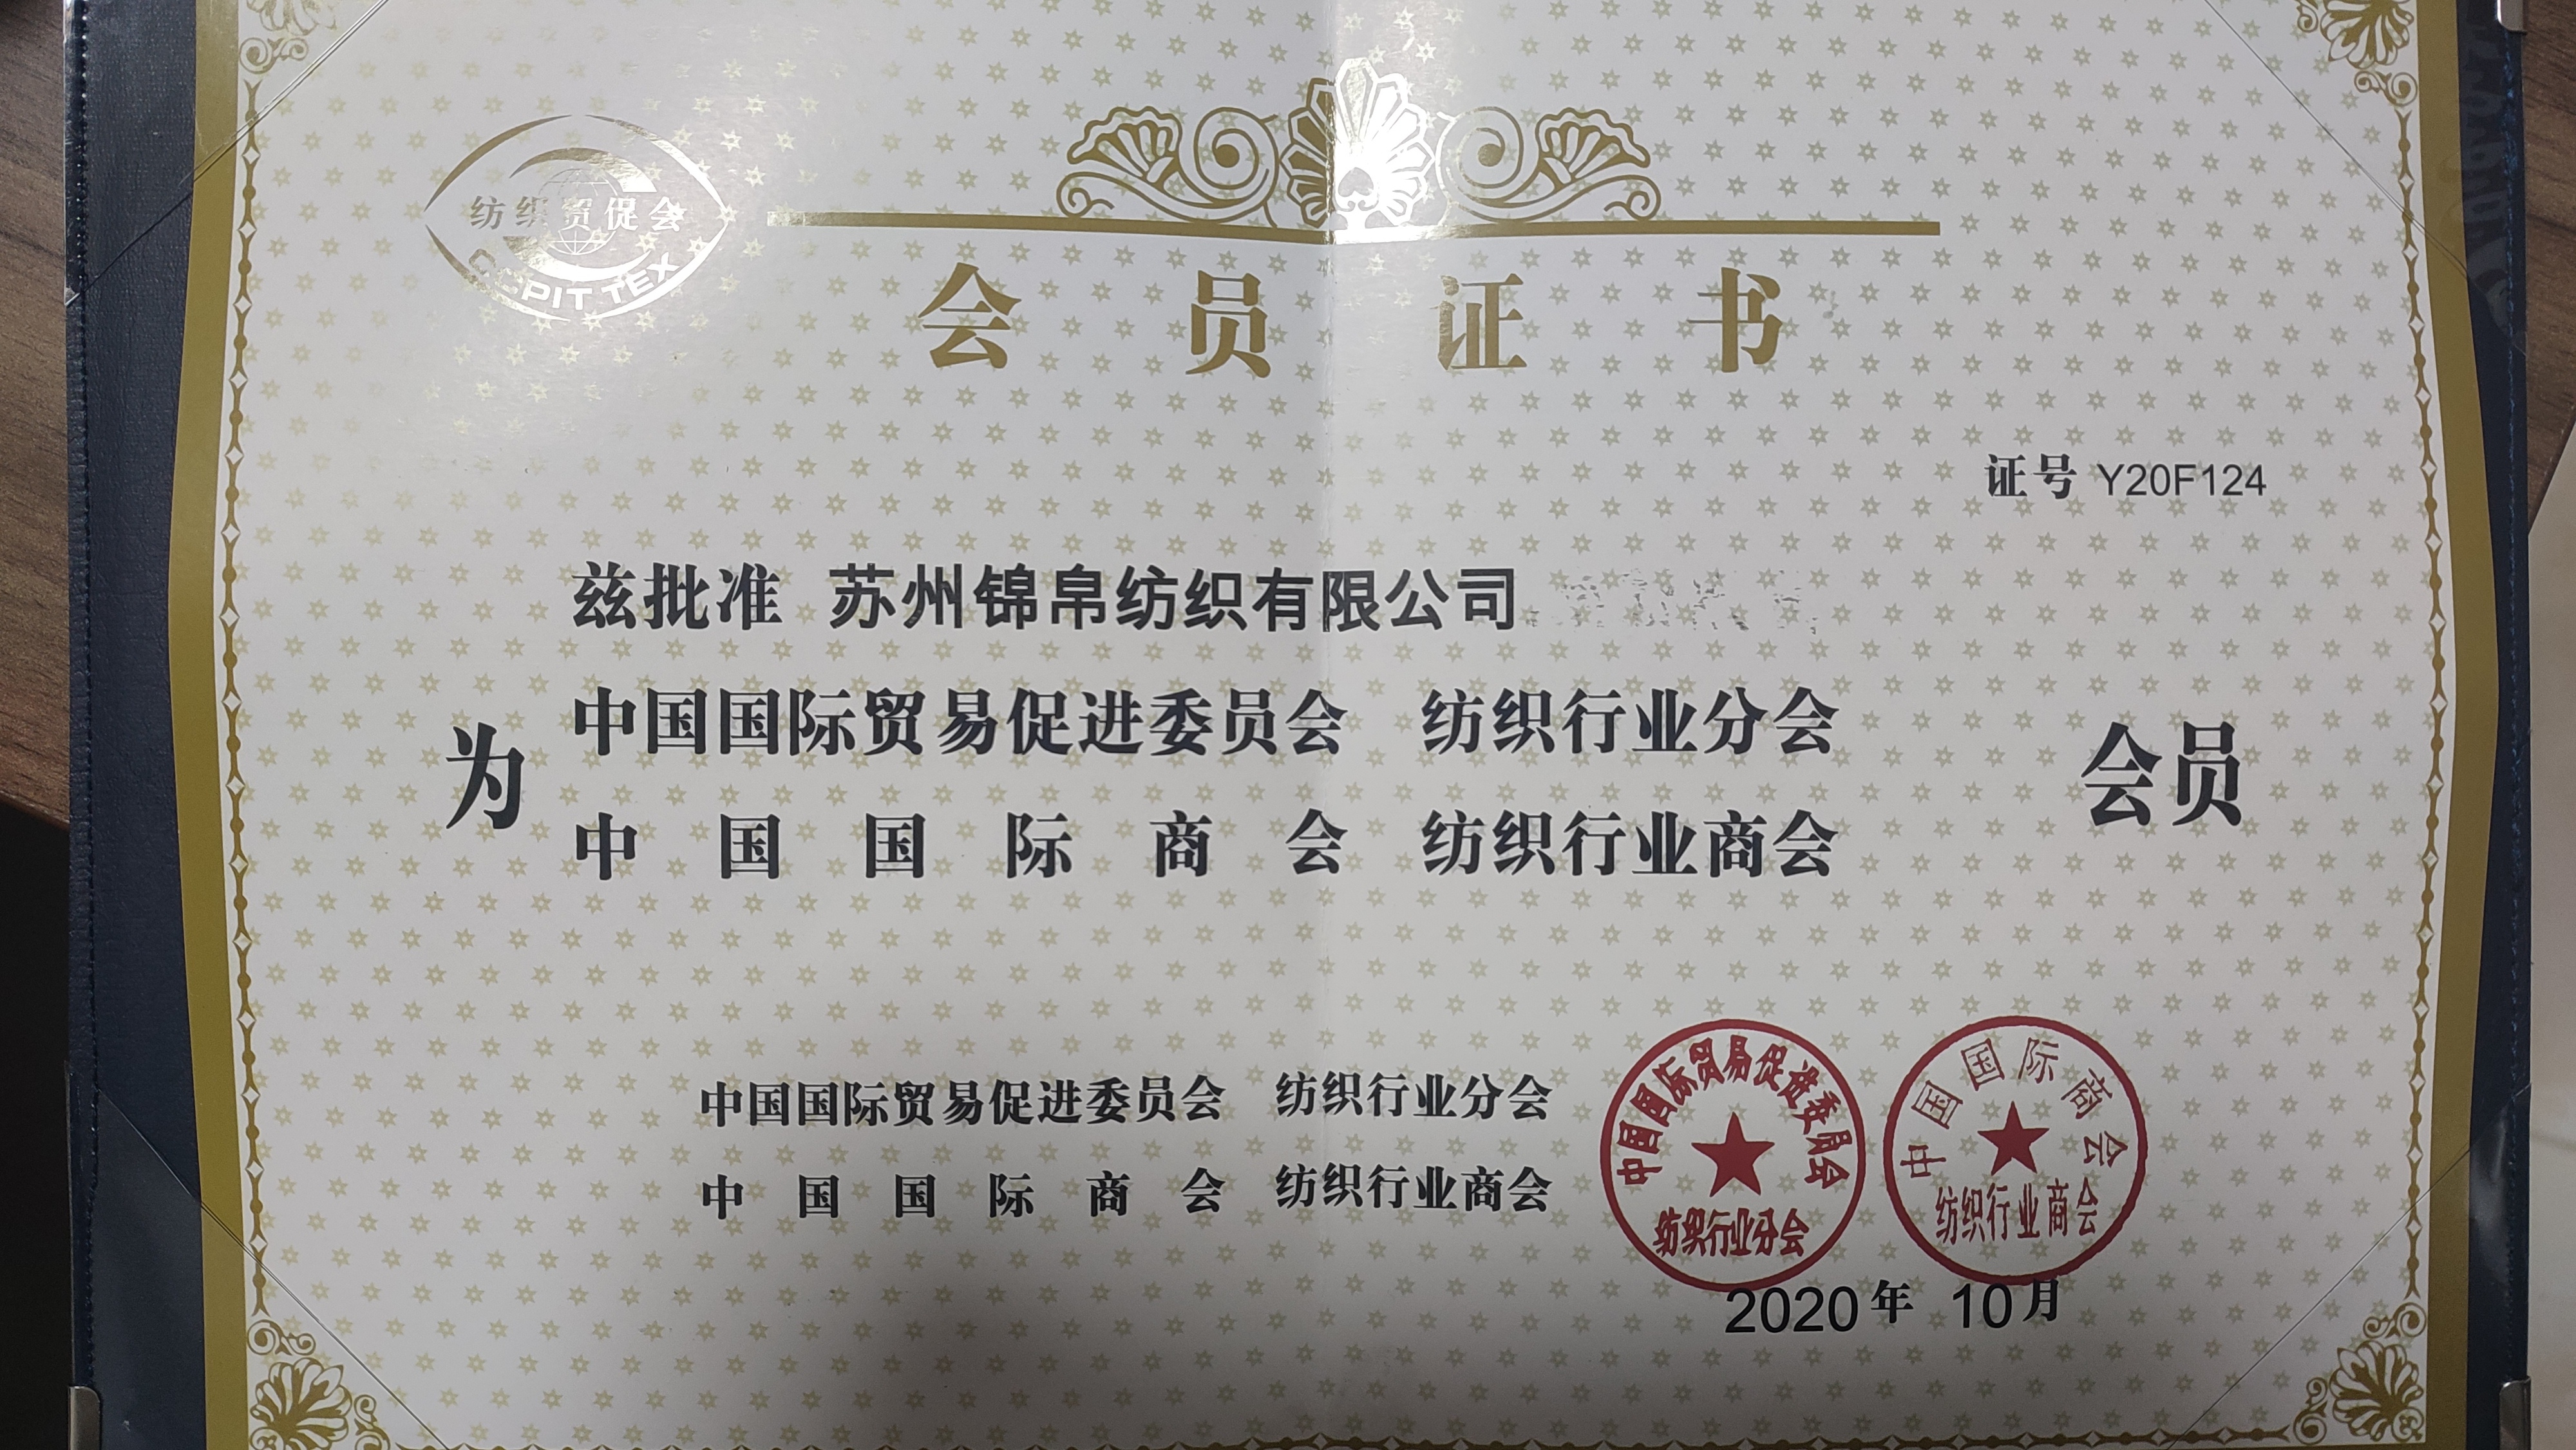 纺织贸促会
CCPIT TEX
会员证书
证号 Y20F124
兹批准 苏州锦帛纺织有限公司
为
中国国际贸易促进委员会 纺织行业分会
中国国际商会 纺织行业商会
会员
中国国际贸易促进委员会 纺织行业分会
中国国际商会 纺织行业商会
中国国际贸易促进委员会
纺织行业分会
中国国际商会
纺织行业商会
2020年 10月